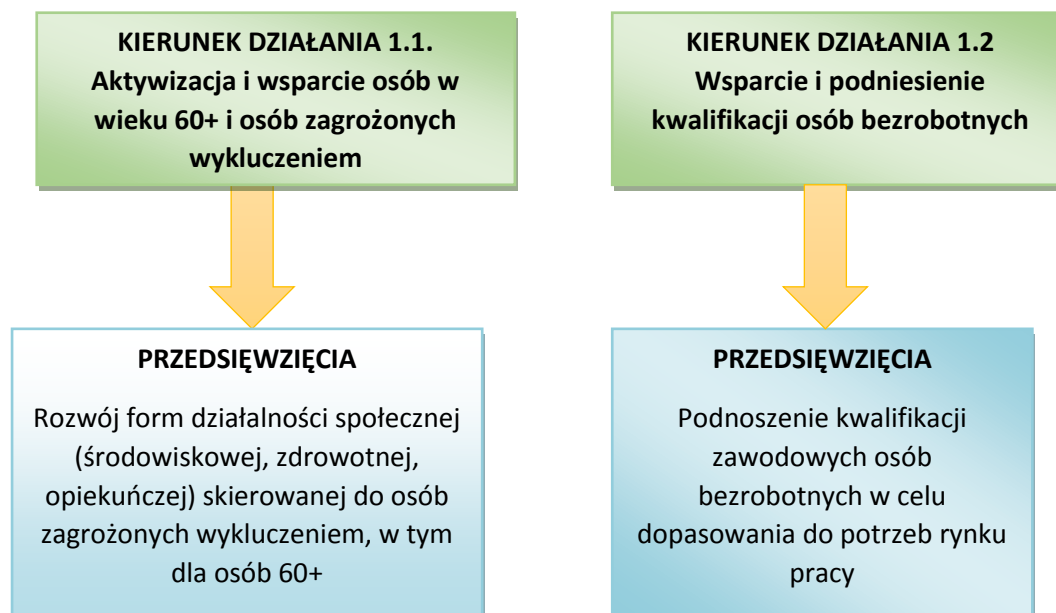 KIERUNEK DZIAŁANIA 1.1.
Aktywizacja i wsparcie osób w
wieku 60+ i osób zagrożonych
wykluczeniem
KIERUNEK DZIAŁANIA 1.2
Wsparcie i podniesienie
kwalifikacji osób bezrobotnych
PRZEDSIĘWZIĘCIA
Rozwój form działalności społecznej
(środowiskowej, zdrowotnej,
opiekuńczej) skierowanej do osób
zagrożonych wykluczeniem, w tym
dla osób 60+
PRZEDSIĘWZIĘCIA
Podnoszenie kwalifikacji
zawodowych osób
bezrobotnych w celu
dopasowania do potrzeb rynku
pracy